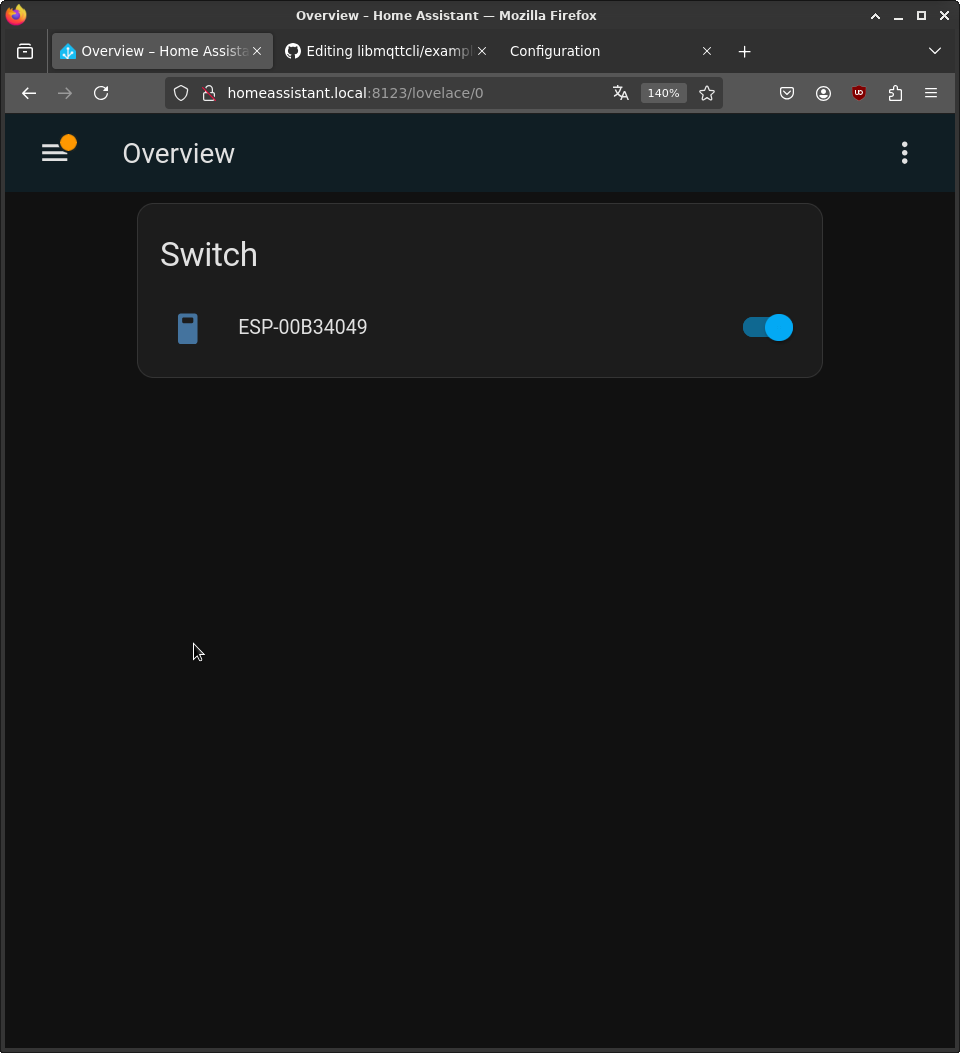 Overview – Home Assistant — Mozilla Firefox
Overview – Home Assista
Editing libmqttcli/exampl
Configuration
homeassistant.local:8123/lovelace/0
140%
Overview
Switch
ESP-00B34049